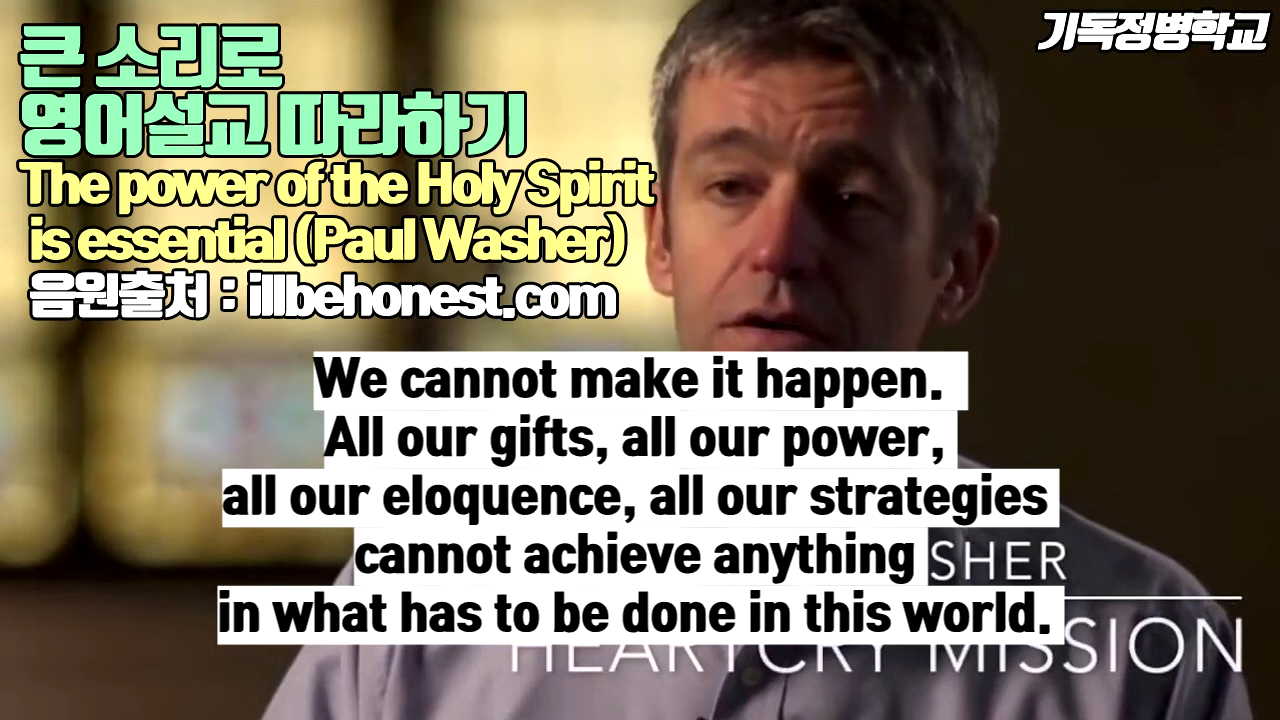 큰 소리로
영어설교 따라하기
The power of the Holy Spirit
is essential (Paul Washer)
음원출처 : illbehonest.com
기독정병학교
We cannot make it happen.
All our gifts, all our power,
all our eloquence, all our strategies
cannot achieve anything
in what has to be done in this world.
SHER
HEARTCRY MISSION